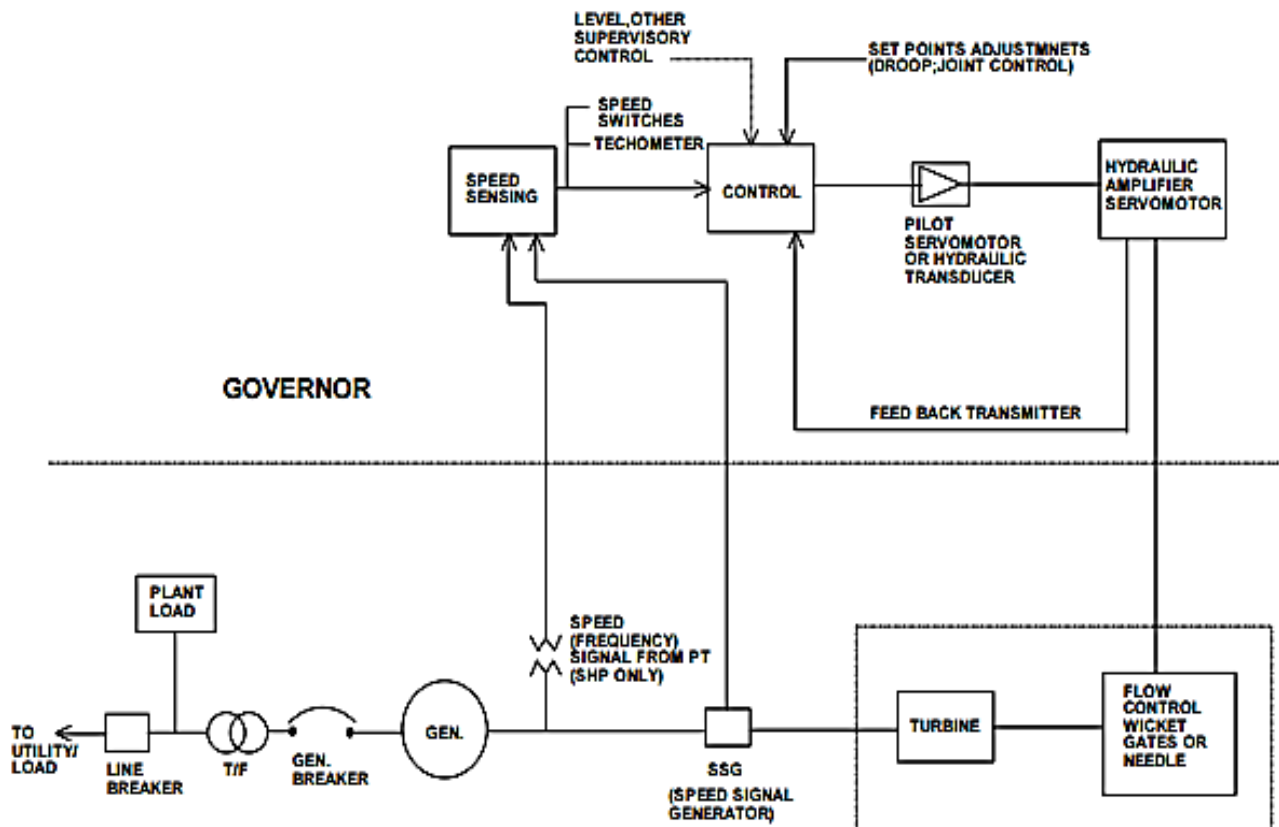 LEVEL,OTHER
SUPERVISORY
CONTROL
SET POINTS ADJUSTMNETS
(DROOP;JOINT CONTROL)
SPEED
SWITCHES
TECHOMETER
SPEED
SENSING
CONTROL
HYDRAULIC
AMPLIFIER
SERVOMOTOR
PILOT
SERVOMOTOR
OR HYDRAULIC
TRANSDUCER
GOVERNOR
FEED BACK TRANSMITTER
PLANT
LOAD
SPEED
(FREQUENCY)
SIGNAL FROM PT
(SHP ONLY)
TO
UTILITY/
LOAD
LINE
BREAKER
T/F
GEN.
BREAKER
GEN.
SSG
(SPEED SIGNAL
GENERATOR)
TURBINE
FLOW
CONTROL
WICKET
GATES OR
NEEDLE